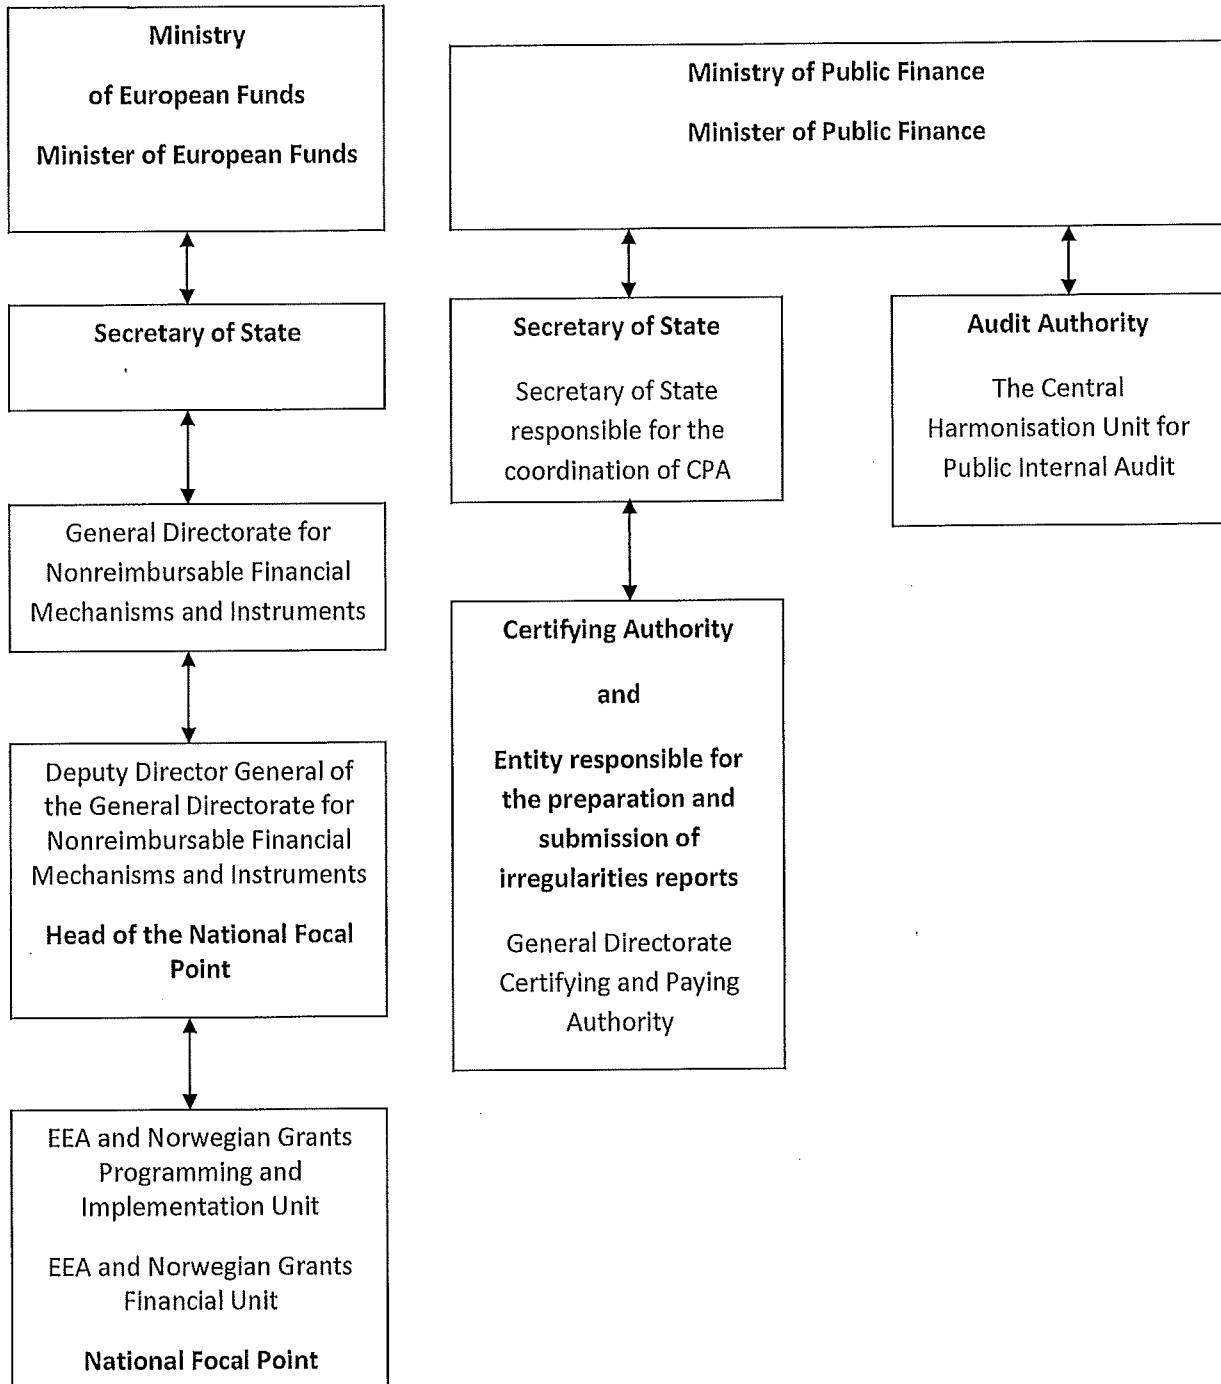 Ministry
of European Funds
Minister of European Funds
Secretary of State
General Directorate for
Nonreimbursable Financial
Mechanisms and Instruments
Deputy Director General of
the General Directorate for
Nonreimbursable Financial
Mechanisms and Instruments
Head of the National Focal
Point
EEA and Norwegian Grants
Programming and
Implementation Unit
EEA and Norwegian Grants
Financial Unit
National Focal Point
Ministry of Public Finance
Minister of Public Finance
Secretary of State
Secretary of State
responsible for the
coordination of CPA
Certifying Authority
and
Entity responsible for
the preparation and
submission of
irregularities reports
General Directorate
Certifying and Paying
Authority
Audit Authority
The Central
Harmonisation Unit for
Public Internal Audit